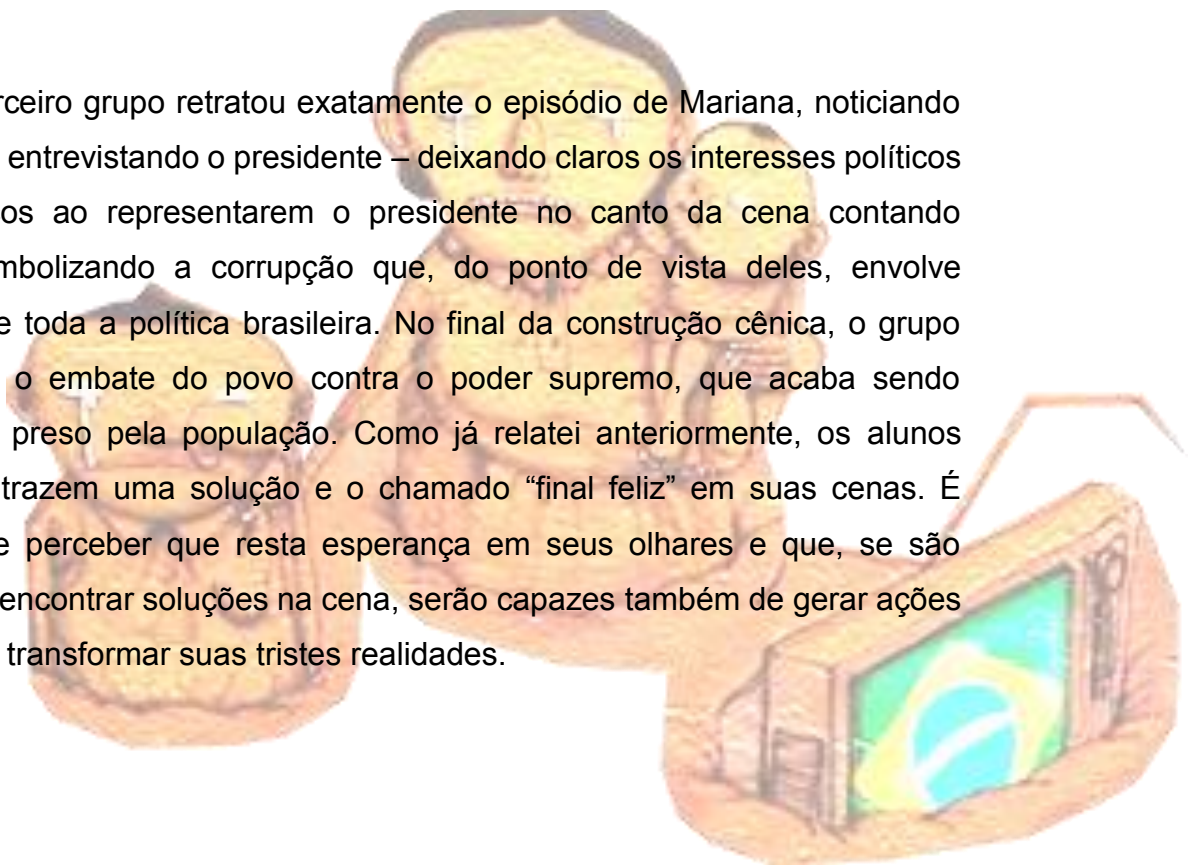 rceiro grupo retratou exatamente o episódio de Mariana, noticiando
entrevistando o presidente – deixando claros os interesses políticos
os ao representarem o presidente no canto da cena contando
mbolizando a corrupção que, do ponto de vista deles, envolve
e toda a política brasileira. No final da construção cênica, o grupo
o embate do povo contra o poder supremo, que acaba sendo
preso pela população. Como já relatei anteriormente, os alunos
trazem uma solução e o chamado “final feliz” em suas cenas. É
e perceber que resta esperança em seus olhares e que, se são
encontrar soluções na cena, serão capazes também de gerar ações
transformar suas tristes realidades.